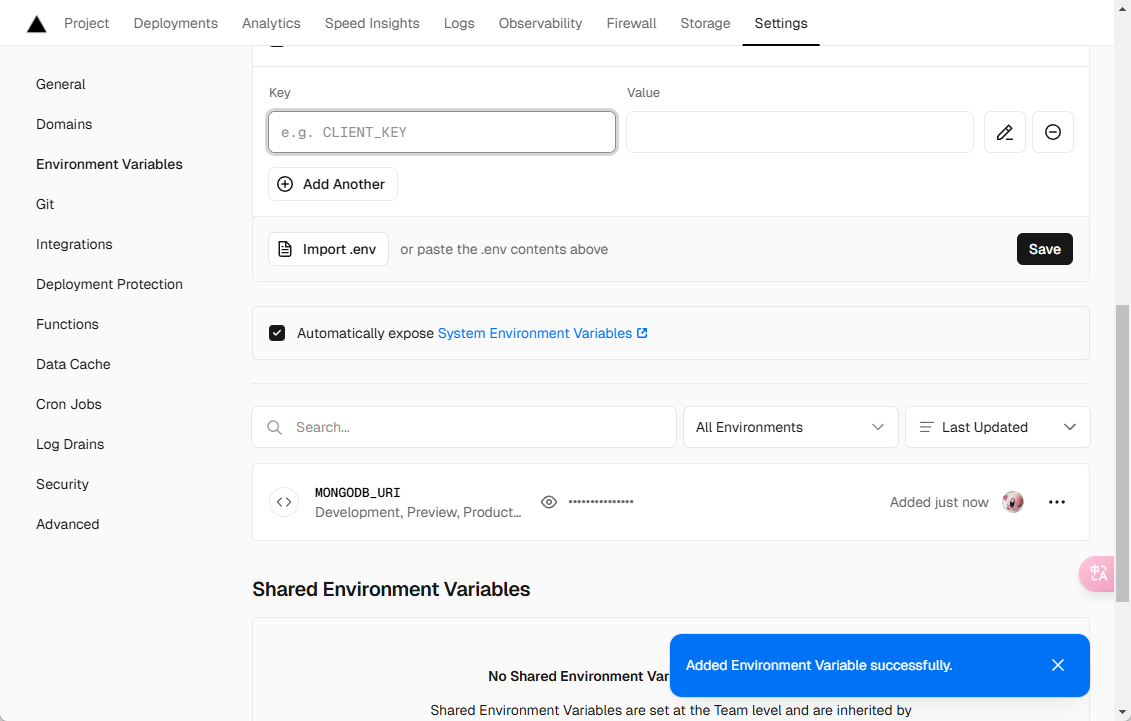 Project Deployments Analytics Speed Insights Logs Observability Firewall Storage Settings
General
Domains
Environment Variables
Git
Integrations
Deployment Protection
Functions
Data Cache
Cron Jobs
Log Drains
Security
Advanced
Key Value
e.g. CLIENT_KEY
Add Another
Import .env or paste the .env contents above Save
Automatically expose System Environment Variables
Search... All Environments Last Updated
MONGODB_URI
Development, Preview, Product... ••••••••••••••• Added just now
中A
Shared Environment Variables
Added Environment Variable successfully.
No Shared Environment Var
Shared Environment Variables are set at the Team level and are inherited by